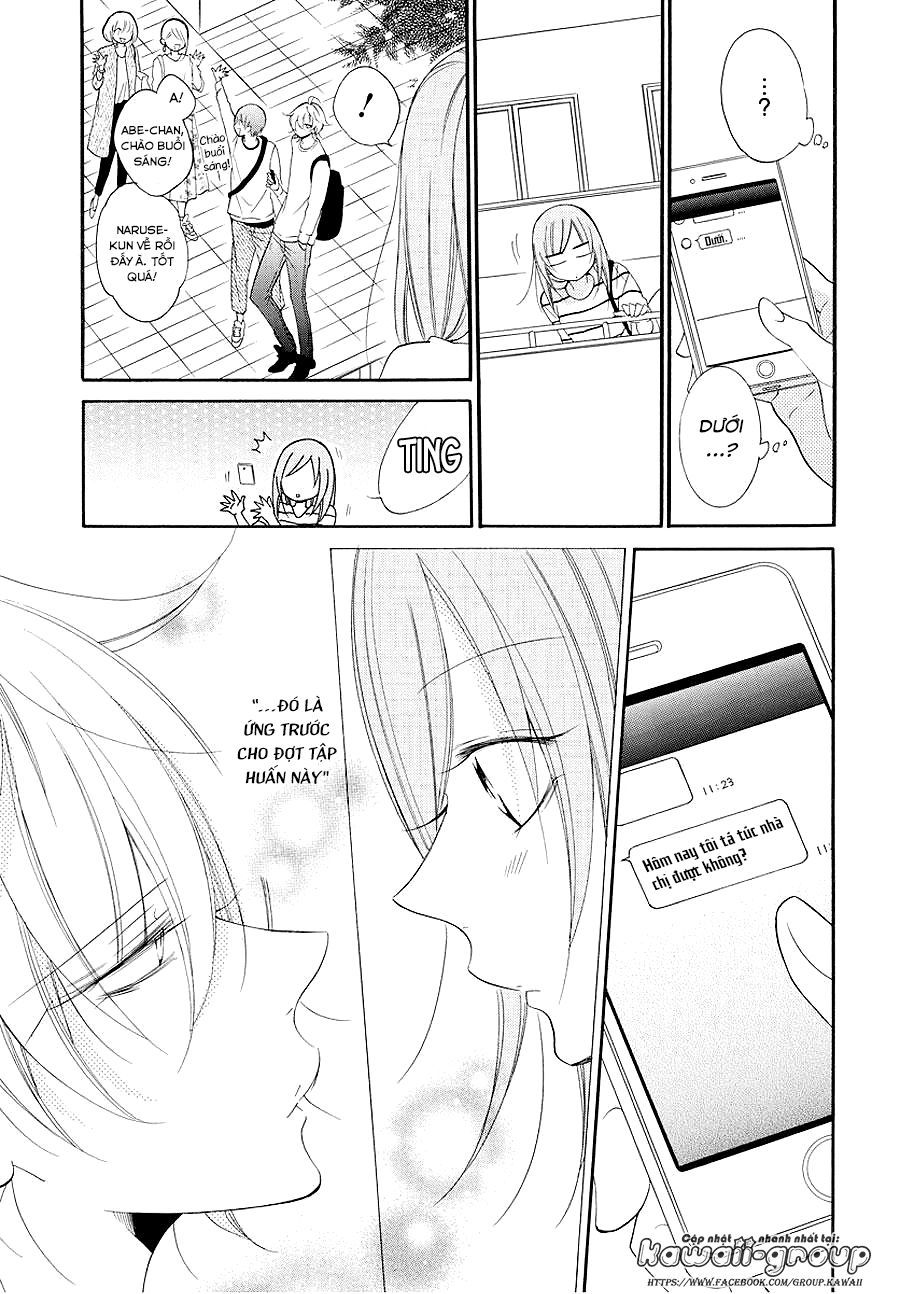 ...?
Dưới.
DƯỚI
...?
!
A!
ABE-CHAN,
CHÀO BUỔI
SÁNG!
Chào
buổi
sáng!
NARUSE-
KUN VỀ RỒI
ĐẤY À. TỐT
QUÁ!
TING
11:23
Hôm nay tôi tá túc nhà
chị được không?
"...ĐÓ LÀ
ỨNG TRƯỚC
CHO ĐỢT TẬP
HUẤN NÀY"
Cập nhật nhanh nhất tại:
kawaii-group
HTTPS://WWW.FACEBOOK.COM/GROUP.KAWAII